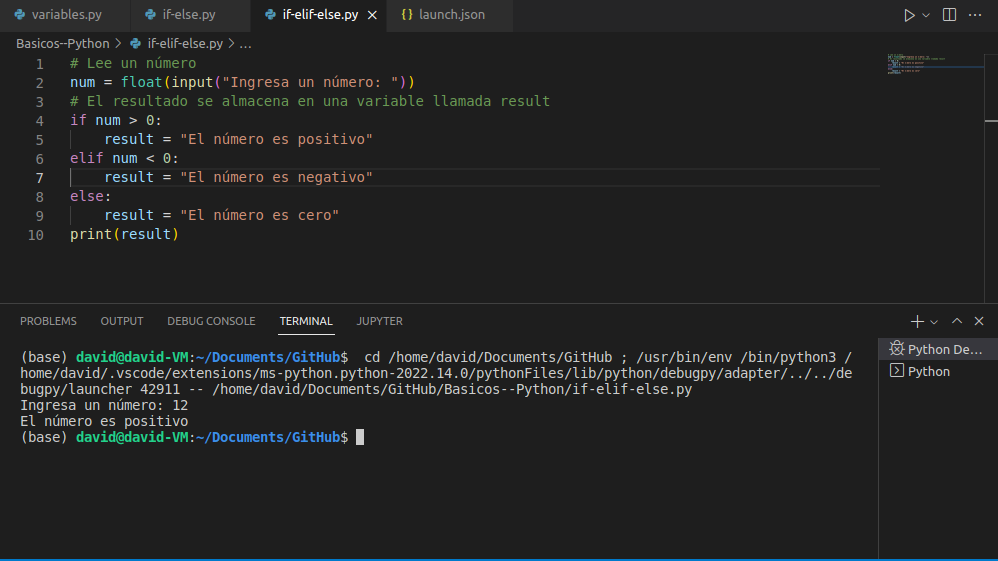 variables.py if-else.py if-elif-else.py launch.json
Basicos--Python > if-elif-else.py > ...
1 # Lee un número
2 num = float(input("Ingresa un número: "))
3 # El resultado se almacena en una variable llamada result
4 if num > 0:
5     result = "El número es positivo"
6 elif num < 0:
7     result = "El número es negativo"
8 else:
9     result = "El número es cero"
10 print(result)
PROBLEMS OUTPUT DEBUG CONSOLE TERMINAL JUPYTER
(base) david@david-VM:~/Documents/GitHub$  cd /home/david/Documents/GitHub ; /usr/bin/env /bin/python3 /
home/david/.vscode/extensions/ms-python.python-2022.14.0/pythonFiles/lib/python/debugpy/adapter/../../de
bugpy/launcher 42911 -- /home/david/Documents/GitHub/Basicos--Python/if-elif-else.py
Ingresa un número: 12
El número es positivo
(base) david@david-VM:~/Documents/GitHub$
Python De...
Python